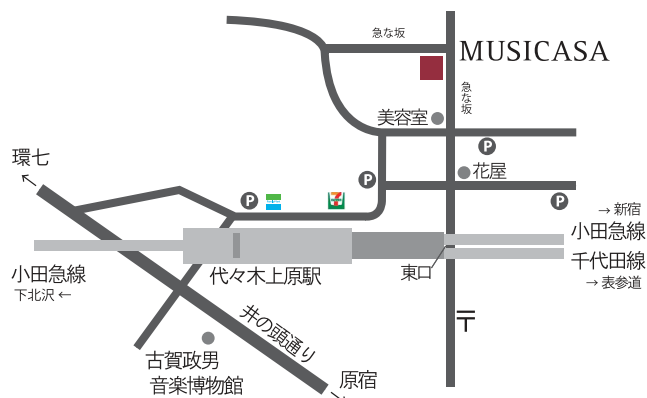 急な坂
MUSICASA
急な坂
美容室
P
環七
花屋
P
P
7
P
→ 新宿
小田急線
小田急線
下北沢 ←
代々木上原駅
東口
千代田線
→ 表参道
井の頭通り
〒
古賀政男
音楽博物館
原宿
P